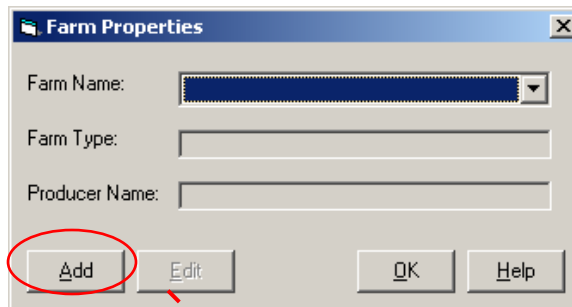 Farm Properties
Farm Name:
Farm Type:
Producer Name:
Add Edit OK Help